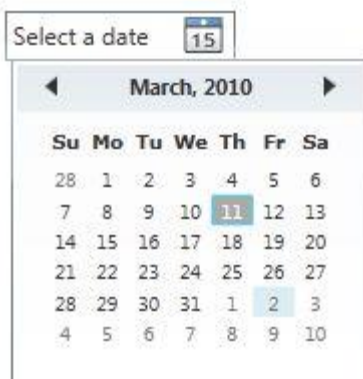 Select a date 15
March, 2010
Su Mo Tu We Th Fr Sa
28 1 2 3 4 5 6
7 8 9 10 11 12 13
14 15 16 17 18 19 20
21 22 23 24 25 26 27
28 29 30 31 1 2 3
4 5 6 7 8 9 10